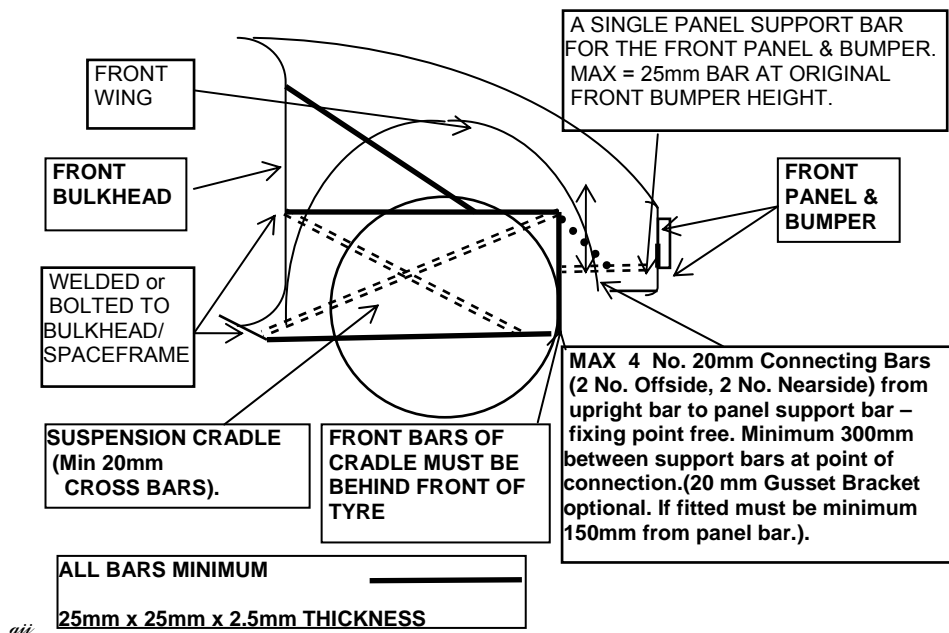 A SINGLE PANEL SUPPORT BAR
FOR THE FRONT PANEL & BUMPER.
MAX = 25mm BAR AT ORIGINAL
FRONT BUMPER HEIGHT.
FRONT
WING
FRONT
BULKHEAD
FRONT
PANEL &
BUMPER
WELDED or
BOLTED TO
BULKHEAD/
SPACEFRAME
SUSPENSION CRADLE
(Min 20mm
CROSS BARS).
FRONT BARS OF
CRADLE MUST BE
BEHIND FRONT OF
TYRE
MAX 4 No. 20mm Connecting Bars
(2 No. Offside, 2 No. Nearside) from
upright bar to panel support bar –
fixing point free. Minimum 300mm
between support bars at point of
connection.(20 mm Gusset Bracket
optional. If fitted must be minimum
150mm from panel bar.).
ALL BARS MINIMUM
25mm x 25mm x 2.5mm THICKNESS